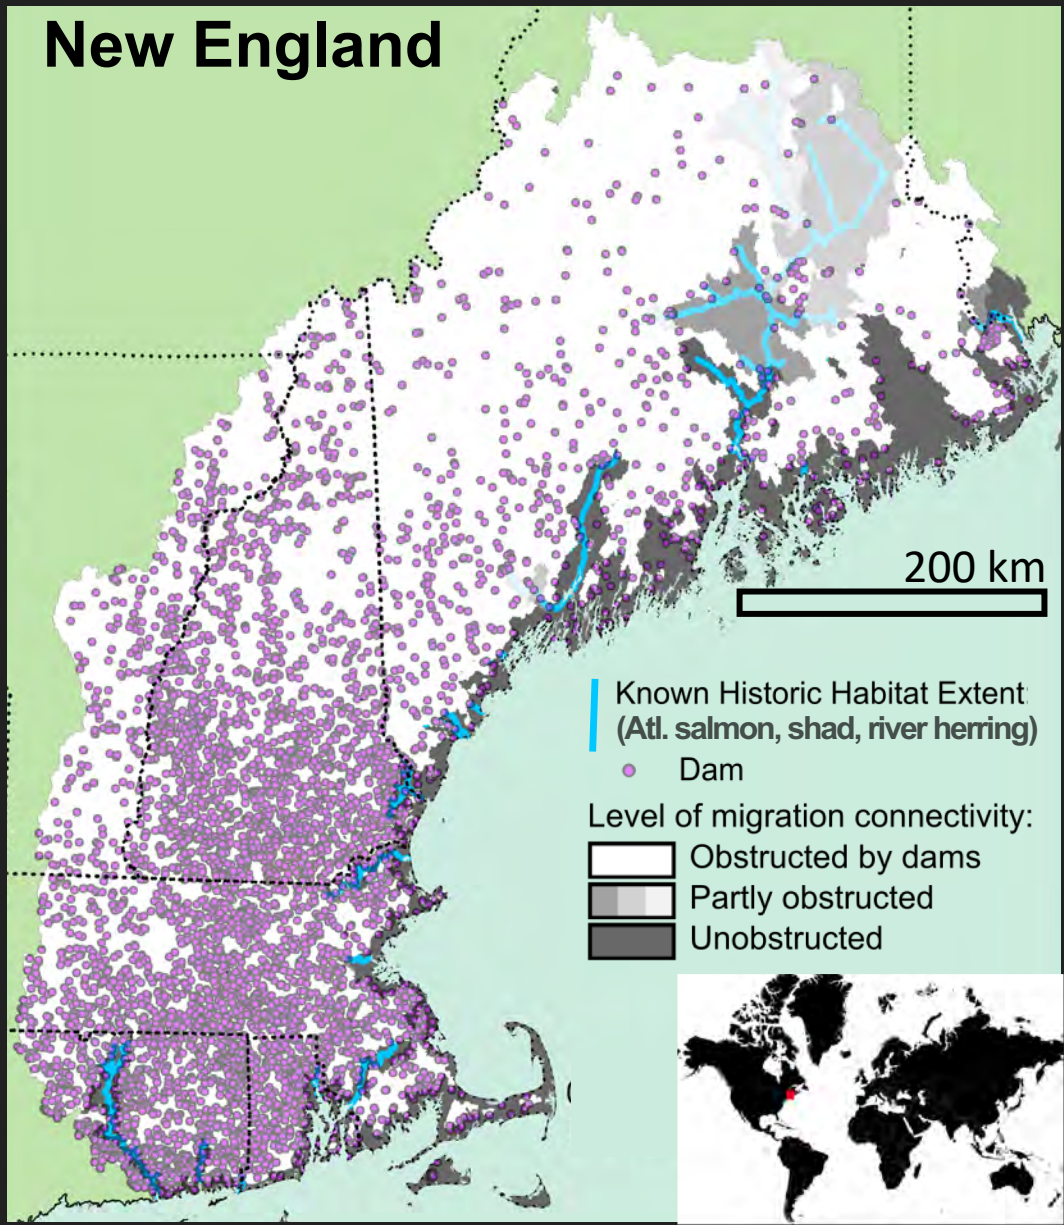 New England
200 km
Known Historic Habitat Extent:
(Atl. salmon, shad, river herring)
Dam
Level of migration connectivity:
Obstructed by dams
Partly obstructed
Unobstructed